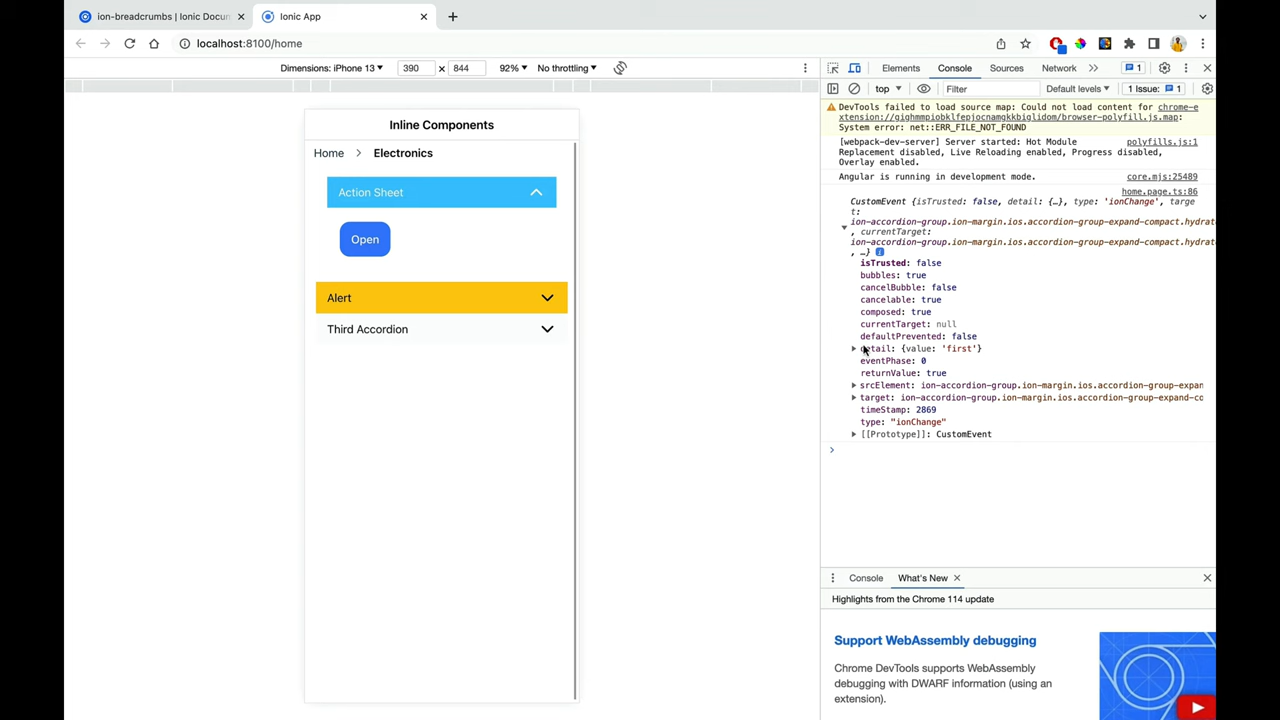 ion-breadcrumbs | Ionic Docun
Ionic App
localhost:8100/home
Dimensions: iPhone 13 ▾ 390 x 844 92% ▾ No throttling ▾
Elements Console Sources Network 1
top ▾ Filter Default levels ▾ 1 Issue: 1
Inline Components
Home > Electronics
Action Sheet
Open
Alert
Third Accordion
DevTools failed to load source map: Could not load content for chrome-e
xtension://gighmmpiobklfepjocnamgkkbiglidom/browser-polyfill.js.map:
System error: net::ERR_FILE_NOT_FOUND
[webpack-dev-server] Server started: Hot Module polyfills.js:1
Replacement disabled, Live Reloading enabled, Progress disabled,
Overlay enabled.
Angular is running in development mode. core.mjs:25489
home.page.ts:86
CustomEvent {isTrusted: false, detail: {…}, type: 'ionChange', targe
t:
ion-accordion-group.ion-margin.ios.accordion-group-expand-compact.hydrat
, currentTarget:
ion-accordion-group.ion-margin.ios.accordion-group-expand-compact.hydrat
, …}
isTrusted: false
bubbles: true
cancelBubble: false
cancelable: true
composed: true
currentTarget: null
defaultPrevented: false
detail: {value: 'first'}
eventPhase: 0
returnValue: true
srcElement: ion-accordion-group.ion-margin.ios.accordion-group-expan
target: ion-accordion-group.ion-margin.ios.accordion-group-expand-co
timeStamp: 2869
type: "ionChange"
[[Prototype]]: CustomEvent
Console What's New
Highlights from the Chrome 114 update
Support WebAssembly debugging
Chrome DevTools supports WebAssembly
debugging with DWARF information (using an
extension).